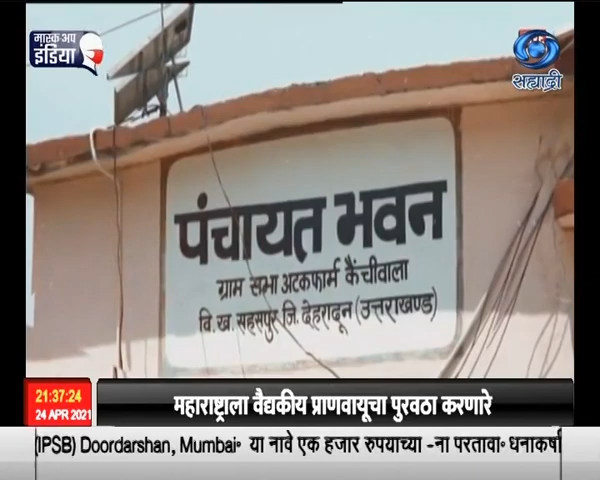 मास्क अप
इंडिया
सह्याद्री
पंचायत भवन
ग्राम सभा अटकफार्म कैंचीवाला
वि.ख. सहसपुर जि. देहरादून (उत्तराखण्ड)
21:37:24
24 APR 2021
महाराष्ट्राला वैद्यकीय प्राणवायूचा पुरवठा करणारे
(IPSB) Doordarshan, Mumbai॰ या नावे एक हजार रुपयाच्या -ना परतावा॰ धनाकर्षा